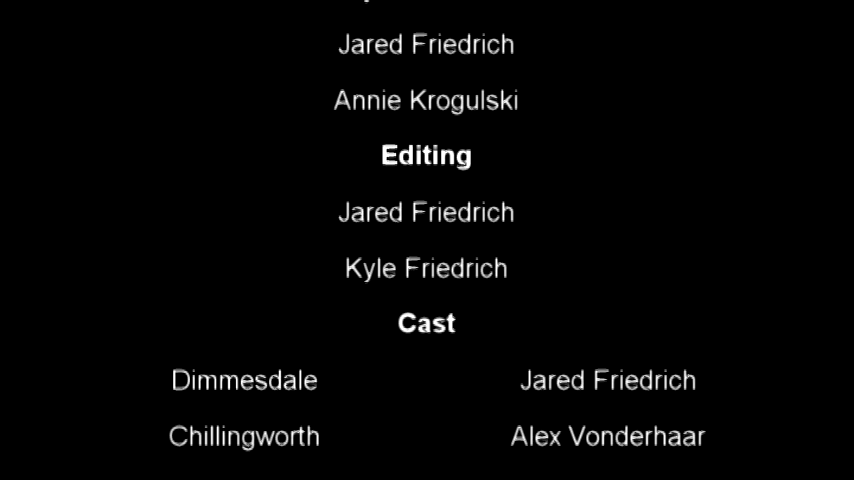 Jared Friedrich
Annie Krogulski
Editing
Jared Friedrich
Kyle Friedrich
Cast
Dimmesdale Jared Friedrich
Chillingworth Alex Vonderhaar